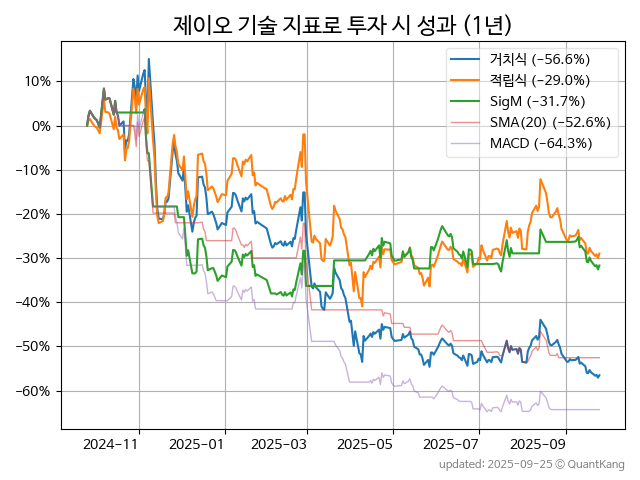 제이오 기술 지표로 투자 시 성과 (1년)
거치식 (−56.6%)
적립식 (−29.0%)
SigM (−31.7%)
SMA(20) (−52.6%)
MACD (−64.3%)
10%
0%
−10%
−20%
−30%
−40%
−50%
−60%
2024−11 2025−01 2025−03 2025−05 2025−07 2025−09
updated: 2025-09-25 © QuantKang